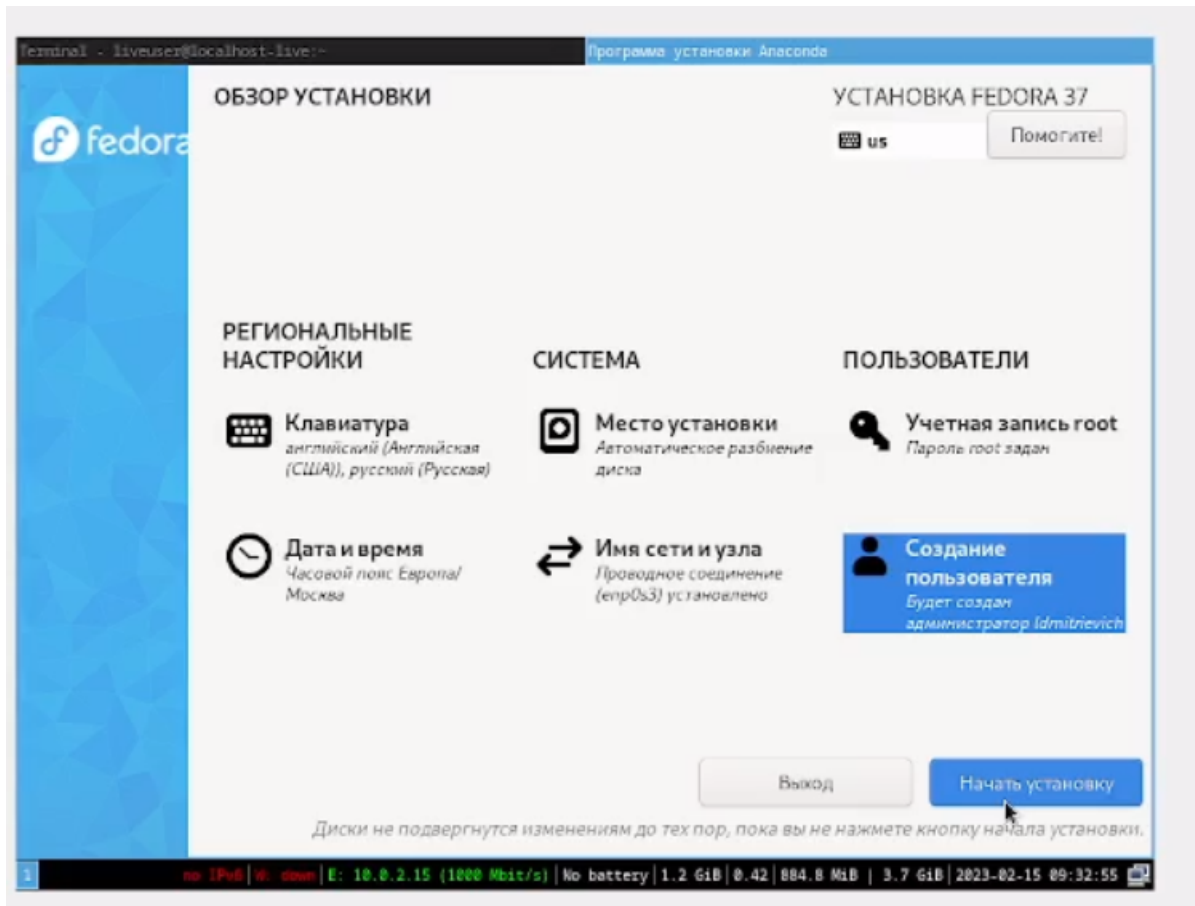 Terminal - liveuser@localhost-live:~
Программа установки Anaconda
fedora
ОБЗОР УСТАНОВКИ
УСТАНОВКА FEDORA 37
us
Помогите!
РЕГИОНАЛЬНЫЕ
НАСТРОЙКИ
СИСТЕМА
ПОЛЬЗОВАТЕЛИ
Клавиатура
английский (Английская
(США)), русский (Русская)
Место установки
Автоматическое разбиение
диска
Учетная запись root
Пароль root задан
Дата и время
Часовой пояс Европа/
Москва
Имя сети и узла
Проводное соединение
(enp0s3) установлено
Создание
пользователя
Будет создан
администратор ldmitrievich
Выход
Начать установку
Диски не подвергнутся изменениям до тех пор, пока вы не нажмете кнопку начала установки.
1
no IPv6 | W: down | E: 10.0.2.15 (1000 Mbit/s) | No battery | 1.2 GiB | 0.42 | 884.8 MiB | 3.7 GiB | 2023-02-15 09:32:55